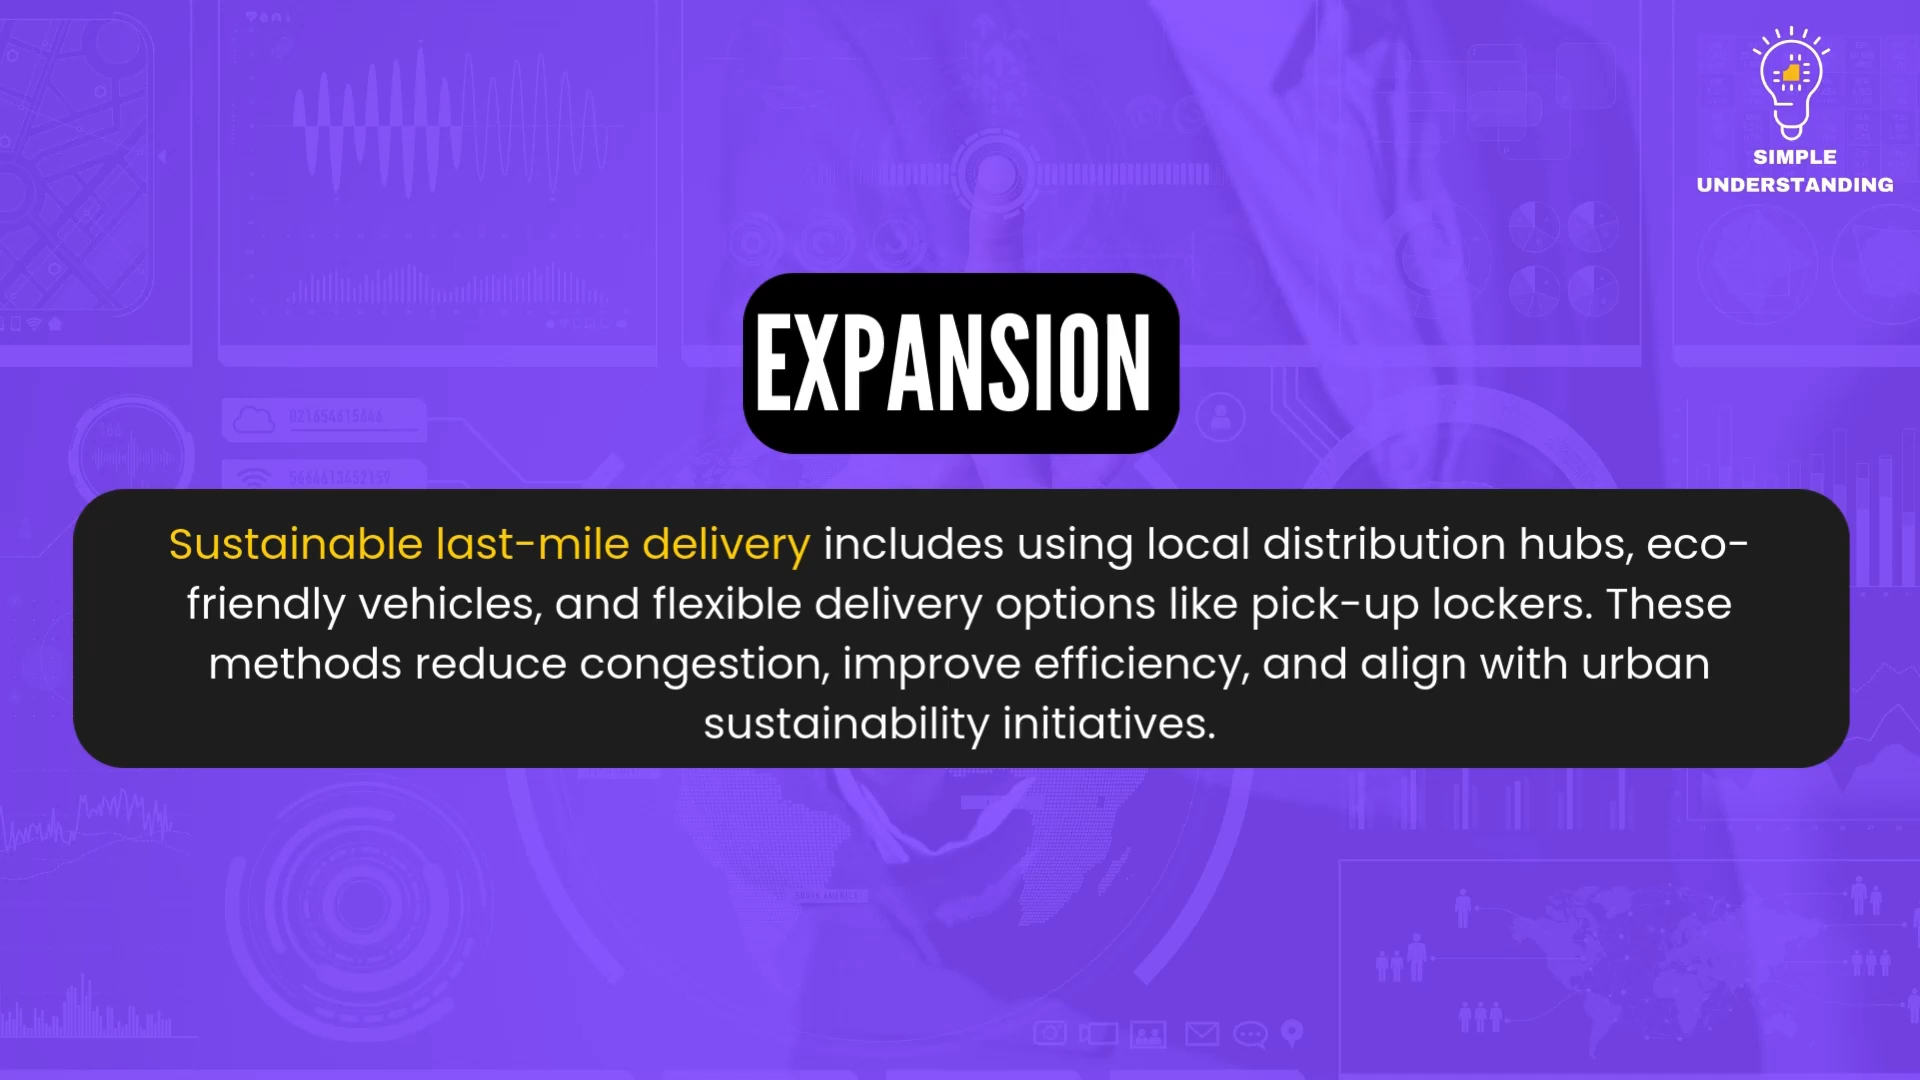 SIMPLE
UNDERSTANDING
EXPANSION
Sustainable last-mile delivery includes using local distribution hubs, eco-
friendly vehicles, and flexible delivery options like pick-up lockers. These
methods reduce congestion, improve efficiency, and align with urban
sustainability initiatives.